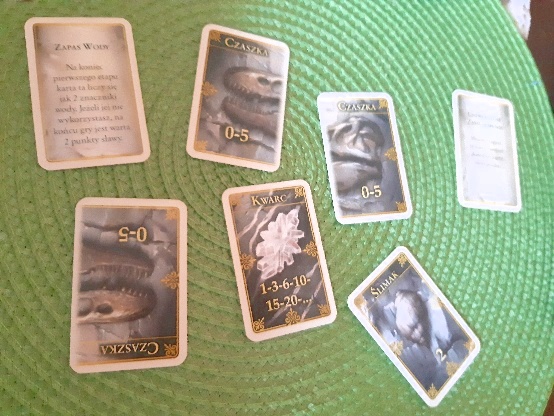 Zapas Wody
Na koniec
pierwszego etapu
karta ta liczy się
jak 2 znaczniki
wody. Jeżeli jej nie
wykorzystasz, na
końcu gry jest warta
2 punkty sławy.
Czaszka
0-5
Czaszka
0-5
Czaszka
0-5
Kwarc
1-3-6-10-
15-20-...
Ślimak
2